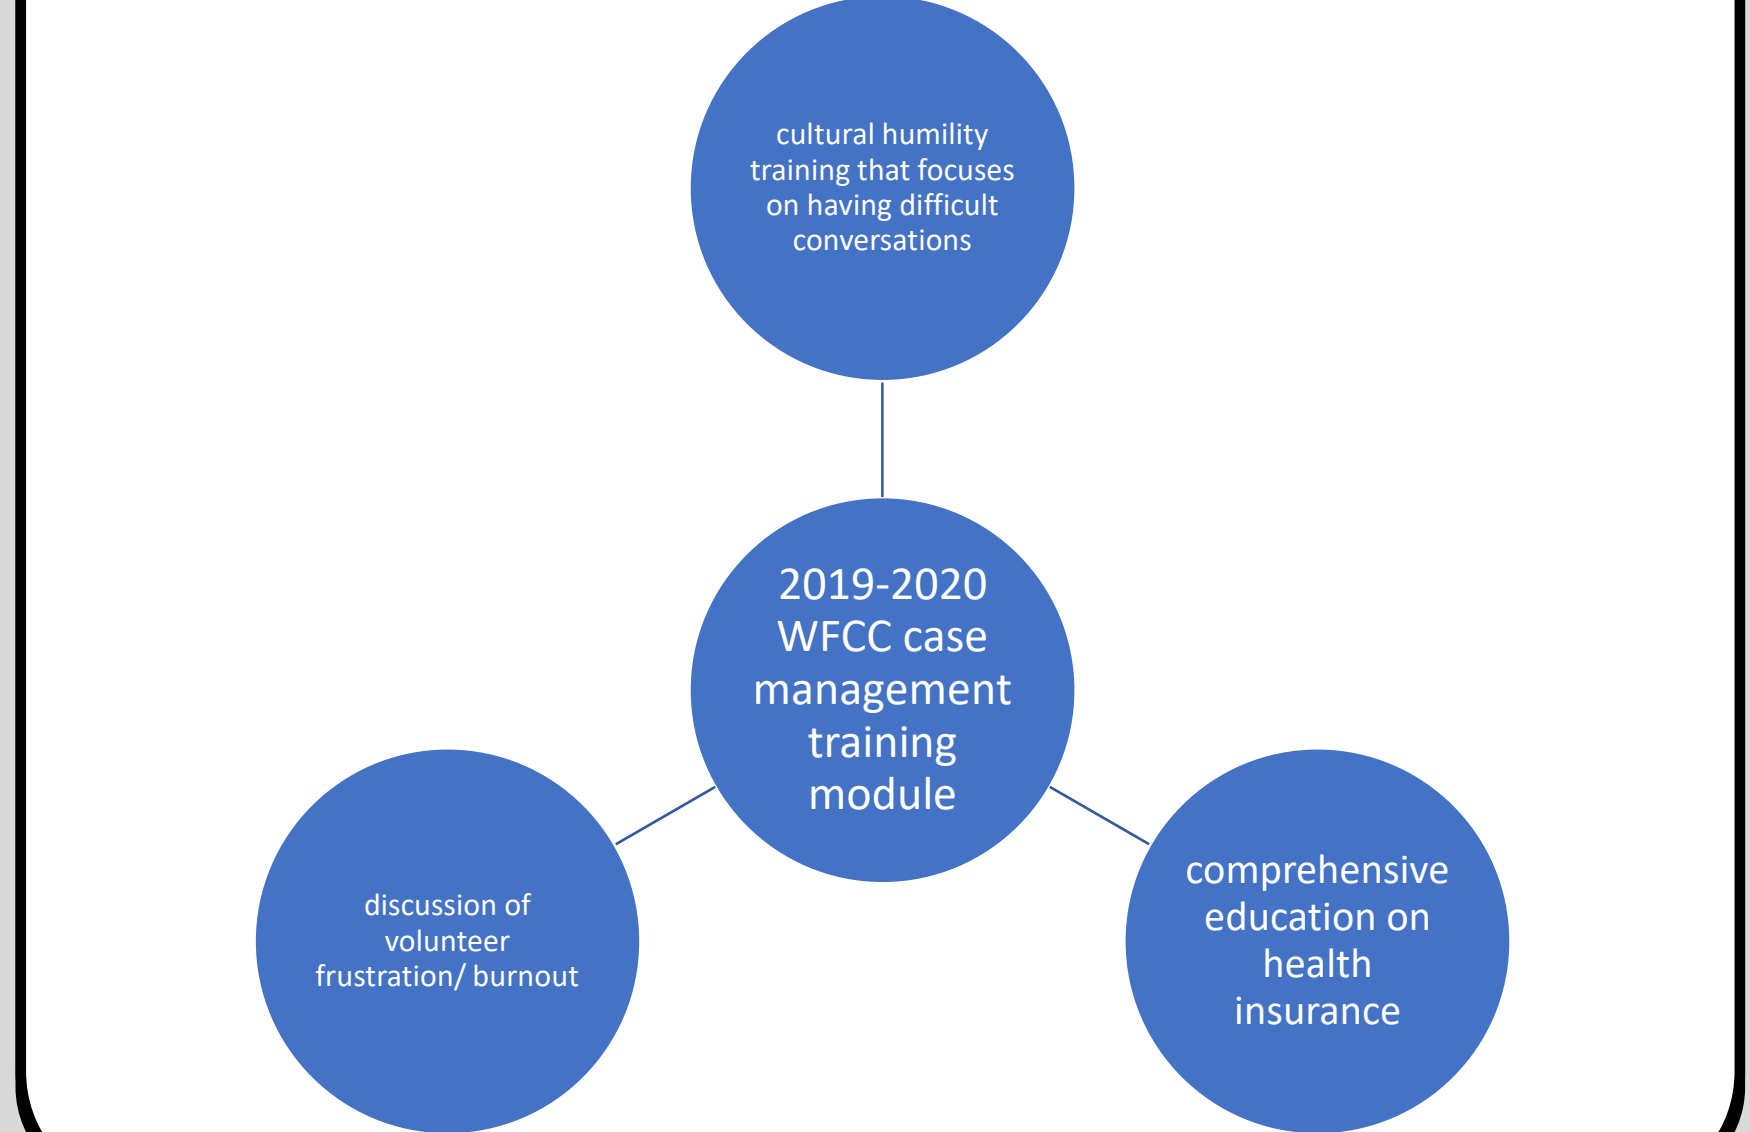 cultural humility
training that focuses
on having difficult
conversations
2019-2020
WFCC case
management
training
module
discussion of
volunteer
frustration/ burnout
comprehensive
education on
health
insurance